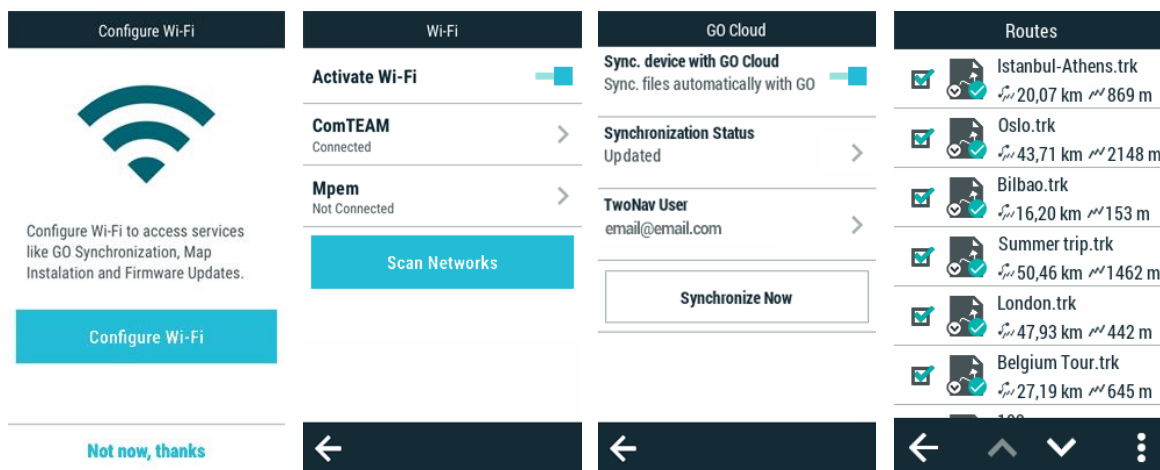 Configure Wi-Fi
Configure Wi-Fi to access services
like GO Synchronization, Map
Instalation and Firmware Updates.
Configure Wi-Fi
Not now, thanks
Wi-Fi
Activate Wi-Fi
ComTEAM
Connected
Mpem
Not Connected
Scan Networks
GO Cloud
Sync. device with GO Cloud
Sync. files automatically with GO
Synchronization Status
Updated
TwoNav User
email@email.com
Synchronize Now
Routes
Istanbul-Athens.trk
20,07 km 869 m
Oslo.trk
43,71 km 2148 m
Bilbao.trk
16,20 km 153 m
Summer trip.trk
50,46 km 1462 m
London.trk
47,93 km 442 m
Belgium Tour.trk
27,19 km 645 m